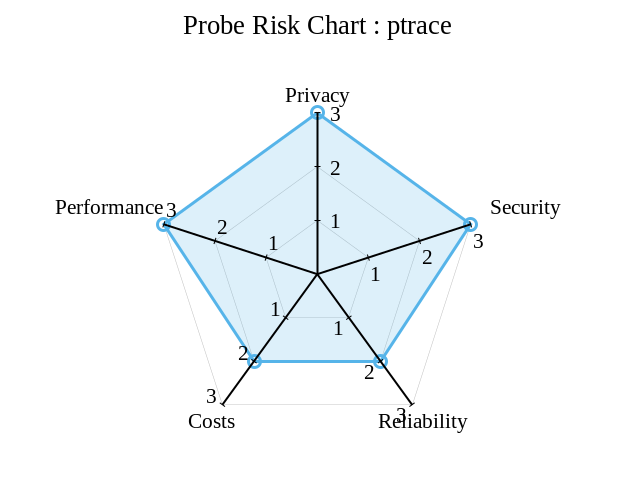 Probe Risk Chart : ptrace
Privacy
3
2
1
Performance
3
2
1
Security
3
2
1
1
2
3
Costs
1
2
3
Reliability